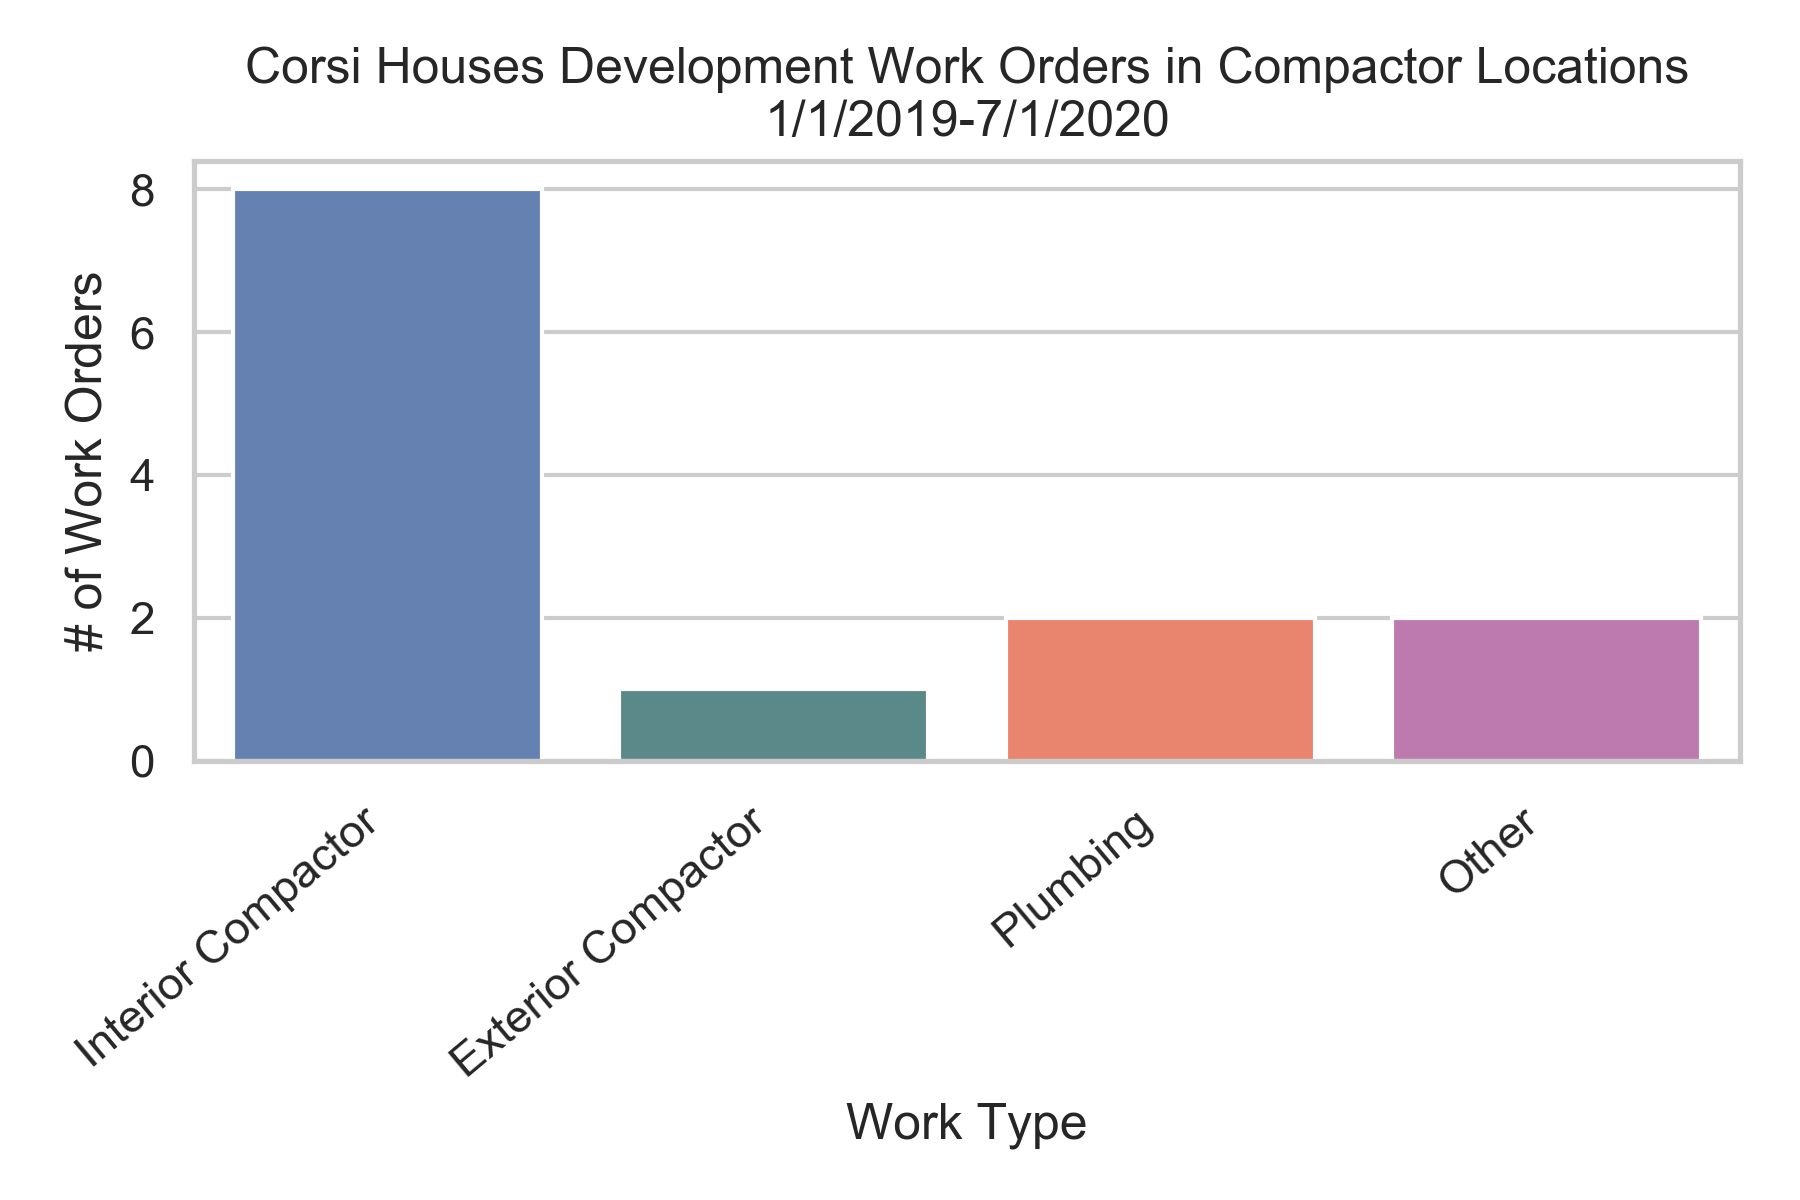 Corsi Houses Development Work Orders in Compactor Locations
1/1/2019-7/1/2020
# of Work Orders
8
6
4
2
0
Interior Compactor
Exterior Compactor
Plumbing
Other
Work Type